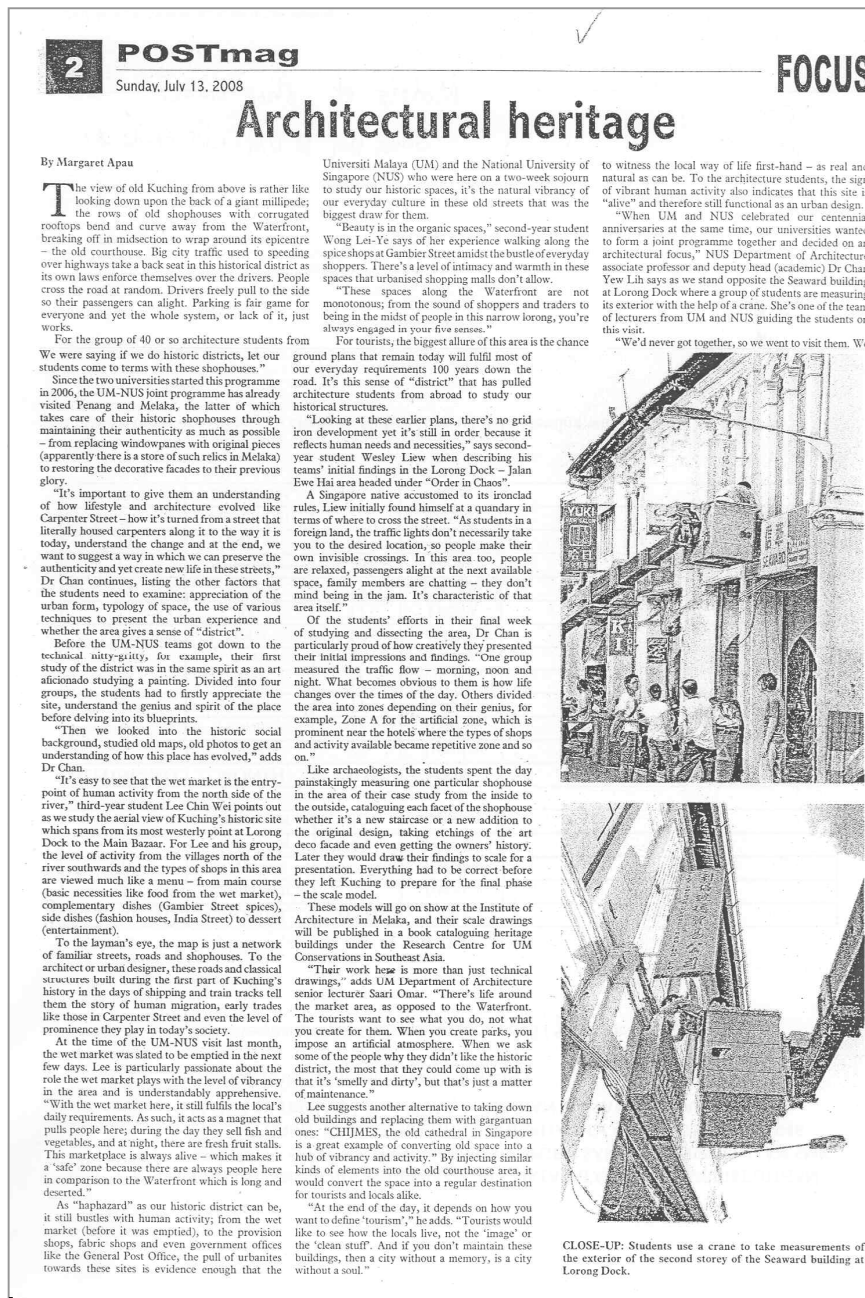 2
POSTmag
Sunday, July 13, 2008
FOCUS
Architectural heritage
By Margaret Apau
The view of old Kuching from above is rather like
looking down upon the back of a giant millipede;
the rows of old shophouses with corrugated
rooftops bend and curve away from the Waterfront,
breaking off in midsection to wrap around its epicentre
– the old courthouse. Big city traffic used to speeding
over highways take a back seat in this historical district as
its own laws enforce themselves over the drivers. People
cross the road at random. Drivers freely pull to the side
so their passengers can alight. Parking is fair game for
everyone and yet the whole system, or lack of it, just
works.
For the group of 40 or so architecture students from
Universiti Malaya (UM) and the National University of
Singapore (NUS) who were here on a two-week sojourn
to study our historic spaces, it's the natural vibrancy of
our everyday culture in these old streets that was the
biggest draw for them.
"Beauty is in the organic spaces," second-year student
Wong Lei-Ye says of her experience walking along the
spice shops at Gambier Street amidst the bustle of everyday
shoppers. There's a level of intimacy and warmth in these
spaces that urbanised shopping malls don't allow.
"These spaces along the Waterfront are not
monotonous; from the sound of shoppers and traders to
being in the midst of people in this narrow lorong, you're
always engaged in your five senses."
For tourists, the biggest allure of this area is the chance
to witness the local way of life first-hand – as real and
natural as can be. To the architecture students, the sign
of vibrant human activity also indicates that this site i
"alive" and therefore still functional as an urban design.
"When UM and NUS celebrated our centennia
anniversaries at the same time, our universities wanted
to form a joint programme together and decided on an
architectural focus," NUS Department of Architecture
associate professor and deputy head (academic) Dr Chan
Yew Lih says as we stand opposite the Seaward building
at Lorong Dock where a group of students are measuring
its exterior with the help of a crane. She's one of the team
of lecturers from UM and NUS guiding the students on
this visit.
"We'd never got together, so we went to visit them. We
We were saying if we do historic districts, let our
students come to terms with these shophouses."
Since the two universities started this programme
in 2006, the UM-NUS joint programme has already
visited Penang and Melaka, the latter of which
takes care of their historic shophouses through
maintaining their authenticity as much as possible
– from replacing windowpanes with original pieces
(apparently there is a store of such relics in Melaka)
to restoring the decorative facades to their previous
glory.
"It's important to give them an understanding
of how lifestyle and architecture evolved like
Carpenter Street – how it's turned from a street that
literally housed carpenters along it to the way it is
today, understand the change and at the end, we
want to suggest a way in which we can preserve the
authenticity and yet create new life in these streets,"
Dr Chan continues, listing the other factors that
the students need to examine: appreciation of the
urban form, typology of space, the use of various
techniques to present the urban experience and
whether the area gives a sense of "district".
Before the UM-NUS teams got down to the
technical nitty-gritty, for example, their first
study of the district was in the same spirit as an art
aficionado studying a painting. Divided into four
groups, the students had to firstly appreciate the
site, understand the genius and spirit of the place
before delving into its blueprints.
"Then we looked into the historic social
background, studied old maps, old photos to get an
understanding of how this place has evolved," adds
Dr Chan.
"It's easy to see that the wet market is the entry-
point of human activity from the north side of the
river," third-year student Lee Chin Wei points out
as we study the aerial view of Kuching's historic site
which spans from its most westerly point at Lorong
Dock to the Main Bazaar. For Lee and his group,
the level of activity from the villages north of the
river southwards and the types of shops in this area
are viewed much like a menu – from main course
(basic necessities like food from the wet market),
complementary dishes (Gambier Street spices),
side dishes (fashion houses, India Street) to dessert
(entertainment).
To the layman's eye, the map is just a network
of familiar streets, roads and shophouses. To the
architect or urban designer, these roads and classical
structures built during the first part of Kuching's
history in the days of shipping and train tracks tell
them the story of human migration, early trades
like those in Carpenter Street and even the level of
prominence they play in today's society.
At the time of the UM-NUS visit last month,
the wet market was slated to be emptied in the next
few days. Lee is particularly passionate about the
role the wet market plays with the level of vibrancy
in the area and is understandably apprehensive.
"With the wet market here, it still fulfils the local's
daily requirements. As such, it acts as a magnet that
pulls people here; during the day they sell fish and
vegetables, and at night, there are fresh fruit stalls.
This marketplace is always alive – which makes it
a 'safe' zone because there are always people here
in comparison to the Waterfront which is long and
deserted."
As "haphazard" as our historic district can be,
it still bustles with human activity; from the wet
market (before it was emptied), to the provision
shops, fabric shops and even government offices
like the General Post Office, the pull of urbanites
towards these sites is evidence enough that the
ground plans that remain today will fulfil most of
our everyday requirements 100 years down the
road. It's this sense of "district" that has pulled
architecture students from abroad to study our
historical structures.
"Looking at these earlier plans, there's no grid
iron development yet it's still in order because it
reflects human needs and necessities," says second-
year student Wesley Liew when describing his
teams' initial findings in the Lorong Dock – Jalan
Ewe Hai area headed under "Order in Chaos".
A Singapore native accustomed to its ironclad
rules, Liew initially found himself at a quandary in
terms of where to cross the street. "As students in a
foreign land, the traffic lights don't necessarily take
you to the desired location, so people make their
own invisible crossings. In this area too, people
are relaxed, passengers alight at the next available
space, family members are chatting – they don't
mind being in the jam. It's characteristic of that
area itself."
Of the students' efforts in their final week
of studying and dissecting the area, Dr Chan is
particularly proud of how creatively they presented
their initial impressions and findings. "One group
measured the traffic flow – morning, noon and
night. What becomes obvious to them is how life
changes over the times of the day. Others divided
the area into zones depending on their genius, for
example, Zone A for the artificial zone, which is
prominent near the hotels where the types of shops
and activity available became repetitive zone and so
on."
Like archaeologists, the students spent the day
painstakingly measuring one particular shophouse
in the area of their case study from the inside to
the outside, cataloguing each facet of the shophouse
whether it's a new staircase or a new addition to
the original design, taking etchings of the art
deco facade and even getting the owners' history.
Later they would draw their findings to scale for a
presentation. Everything had to be correct before
they left Kuching to prepare for the final phase
– the scale model.
These models will go on show at the Institute of
Architecture in Melaka, and their scale drawings
will be published in a book cataloguing heritage
buildings under the Research Centre for UM
Conservations in Southeast Asia.
"Their work here is more than just technical
drawings," adds UM Department of Architecture
senior lecturer Saari Omar. "There's life around
the market area, as opposed to the Waterfront.
The tourists want to see what you do, not what
you create for them. When you create parks, you
impose an artificial atmosphere. When we ask
some of the people why they didn't like the historic
district, the most that they could come up with is
that it's 'smelly and dirty', but that's just a matter
of maintenance."
Lee suggests another alternative to taking down
old buildings and replacing them with gargantuan
ones: "CHIJMES, the old cathedral in Singapore
is a great example of converting old space into a
hub of vibrancy and activity." By injecting similar
kinds of elements into the old courthouse area, it
would convert the space into a regular destination
for tourists and locals alike.
"At the end of the day, it depends on how you
want to define 'tourism'," he adds. "Tourists would
like to see how the locals live, not the 'image' or
the 'clean stuff'. And if you don't maintain these
buildings, then a city without a memory, is a city
without a soul."
YUKI
SEAWARD
CLOSE-UP: Students use a crane to take measurements of
the exterior of the second storey of the Seaward building at
Lorong Dock.